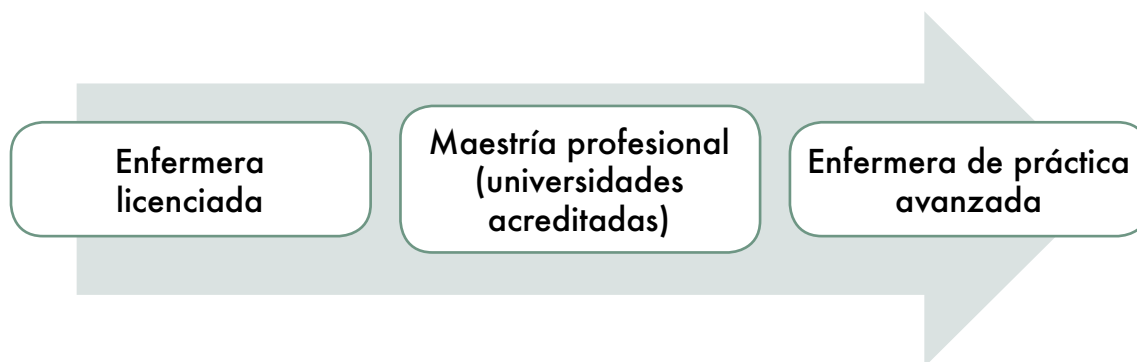 Enfermera
licenciada
Maestría profesional
(universidades
acreditadas)
Enfermera de práctica
avanzada